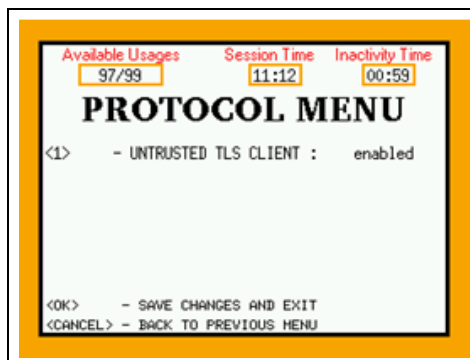 Available Usages Session Time Inactivity Time
97/99 11:12 00:59
PROTOCOL MENU
<1> - UNTRUSTED TLS CLIENT : enabled
<OK> - SAVE CHANGES AND EXIT
<CANCEL> - BACK TO PREVIOUS MENU